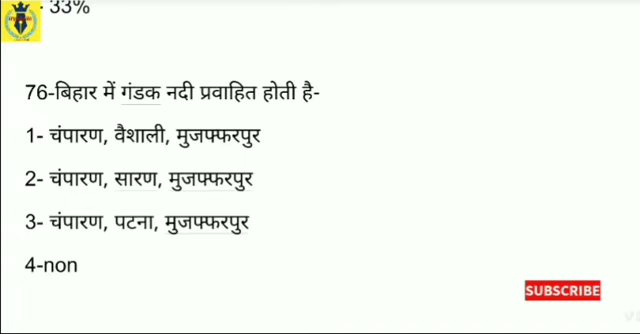 · 33%
76-बिहार में गंडक नदी प्रवाहित होती है-
1- चंपारण, वैशाली, मुजफ्फरपुर
2- चंपारण, सारण, मुजफ्फरपुर
3- चंपारण, पटना, मुजफ्फरपुर
4-non
SUBSCRIBE